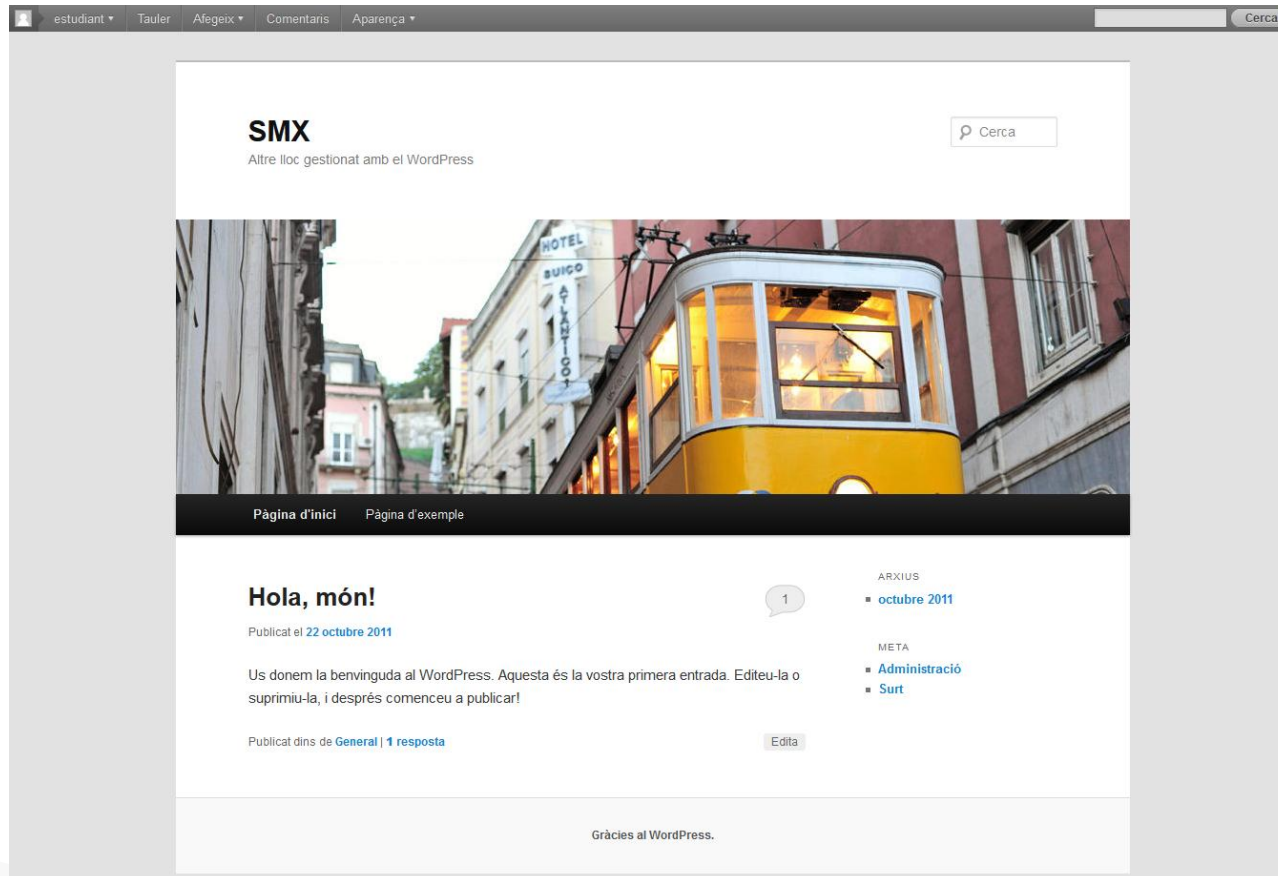 estudiant Tauler Afegeix Comentaris Aparença Cerca
SMX
Cerca
Altre lloc gestionat amb el WordPress
HOTEL
SUIÇO
ATLANTICO
Pàgina d'inici Pàgina d'exemple
Hola, món!
1
Publicat el 22 octubre 2011
Us donem la benvinguda al WordPress. Aquesta és la vostra primera entrada. Editeu-la o
suprimiu-la, i després comenceu a publicar!
Publicat dins de General | 1 resposta
Edita
ARXIUS
octubre 2011
META
Administració
Surt
Gràcies al WordPress.